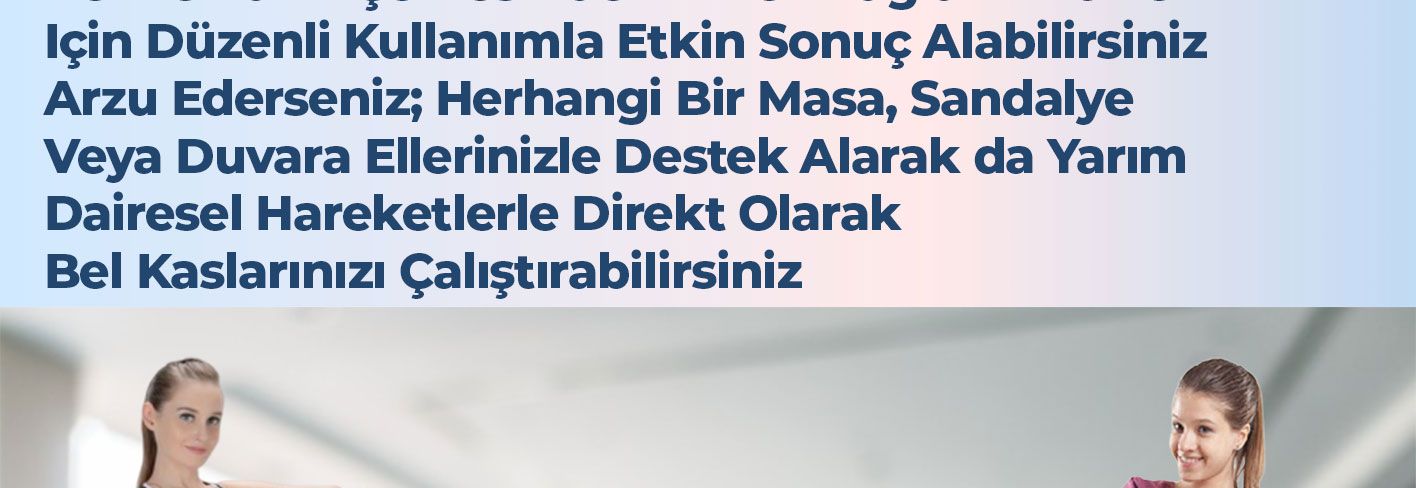 Için Düzenli Kullanımla Etkin Sonuç Alabilirsiniz
Arzu Ederseniz; Herhangi Bir Masa, Sandalye
Veya Duvara Ellerinizle Destek Alarak da Yarım
Dairesel Hareketlerle Direkt Olarak
Bel Kaslarınızı Çalıştırabilirsiniz